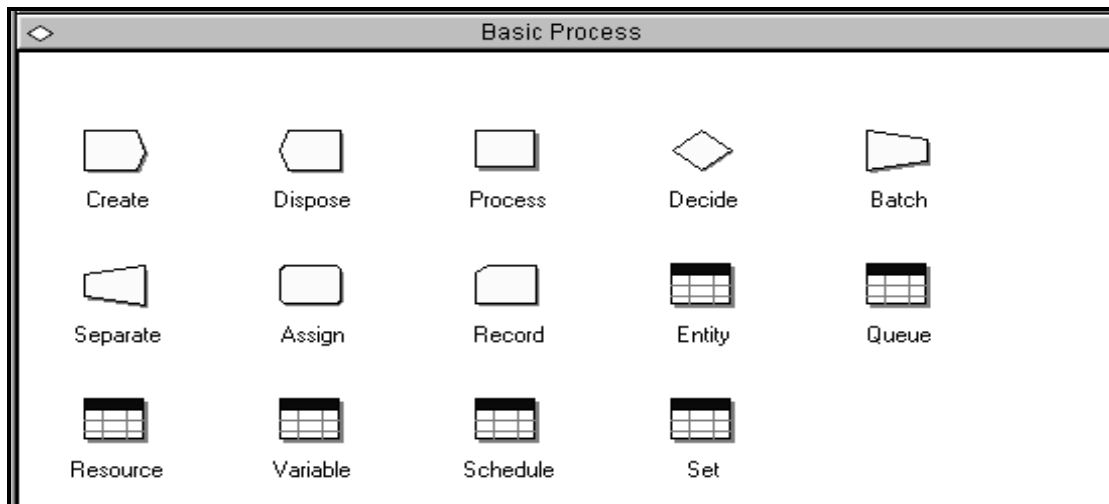 Basic Process
Create Dispose Process Decide Batch
Separate Assign Record Entity Queue
Resource Variable Schedule Set